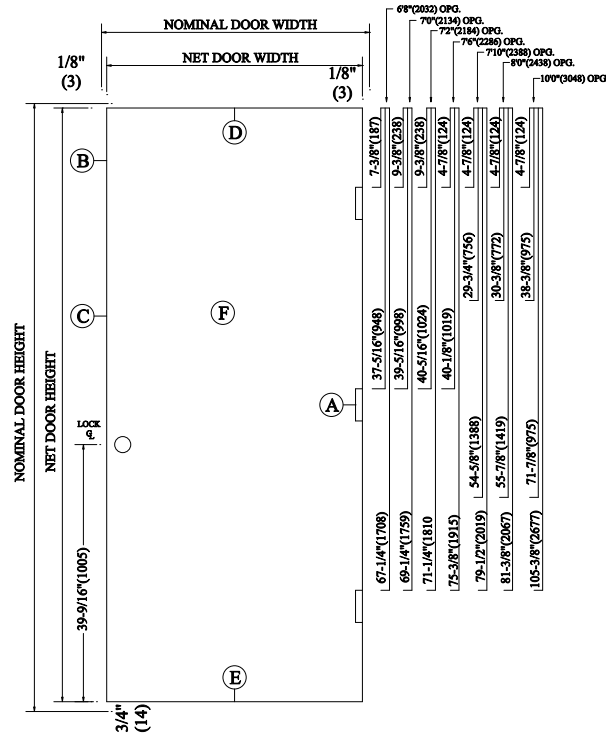 NOMINAL DOOR WIDTH
NET DOOR WIDTH
1/8"
(3)
1/8"
(3)
6'8"(2032) OPG.
7'0"(2134) OPG.
7'2"(2184) OPG.
7'6"(2286) OPG.
7'10"(2388) OPG.
8'0"(2438) OPG.
10'0"(3048) OPG
D
B
C
F
A
E
LOCK
℄
NOMINAL DOOR HEIGHT
NET DOOR HEIGHT
39-9/16"(1005)
3/4"
(14)
7-3/8"(187)
9-3/8"(238)
9-3/8"(238)
4-7/8"(124)
4-7/8"(124)
4-7/8"(124)
4-7/8"(124)
29-3/4"(756)
30-3/8"(772)
38-3/8"(975)
37-5/16"(948)
39-5/16"(998)
40-5/16"(1024)
40-1/8"(1019)
54-5/8"(1388)
55-7/8"(1419)
71-7/8"(975)
67-1/4"(1708)
69-1/4"(1759)
71-1/4"(1810
75-3/8"(1915)
79-1/2"(2019)
81-3/8"(2067)
105-3/8"(2677)